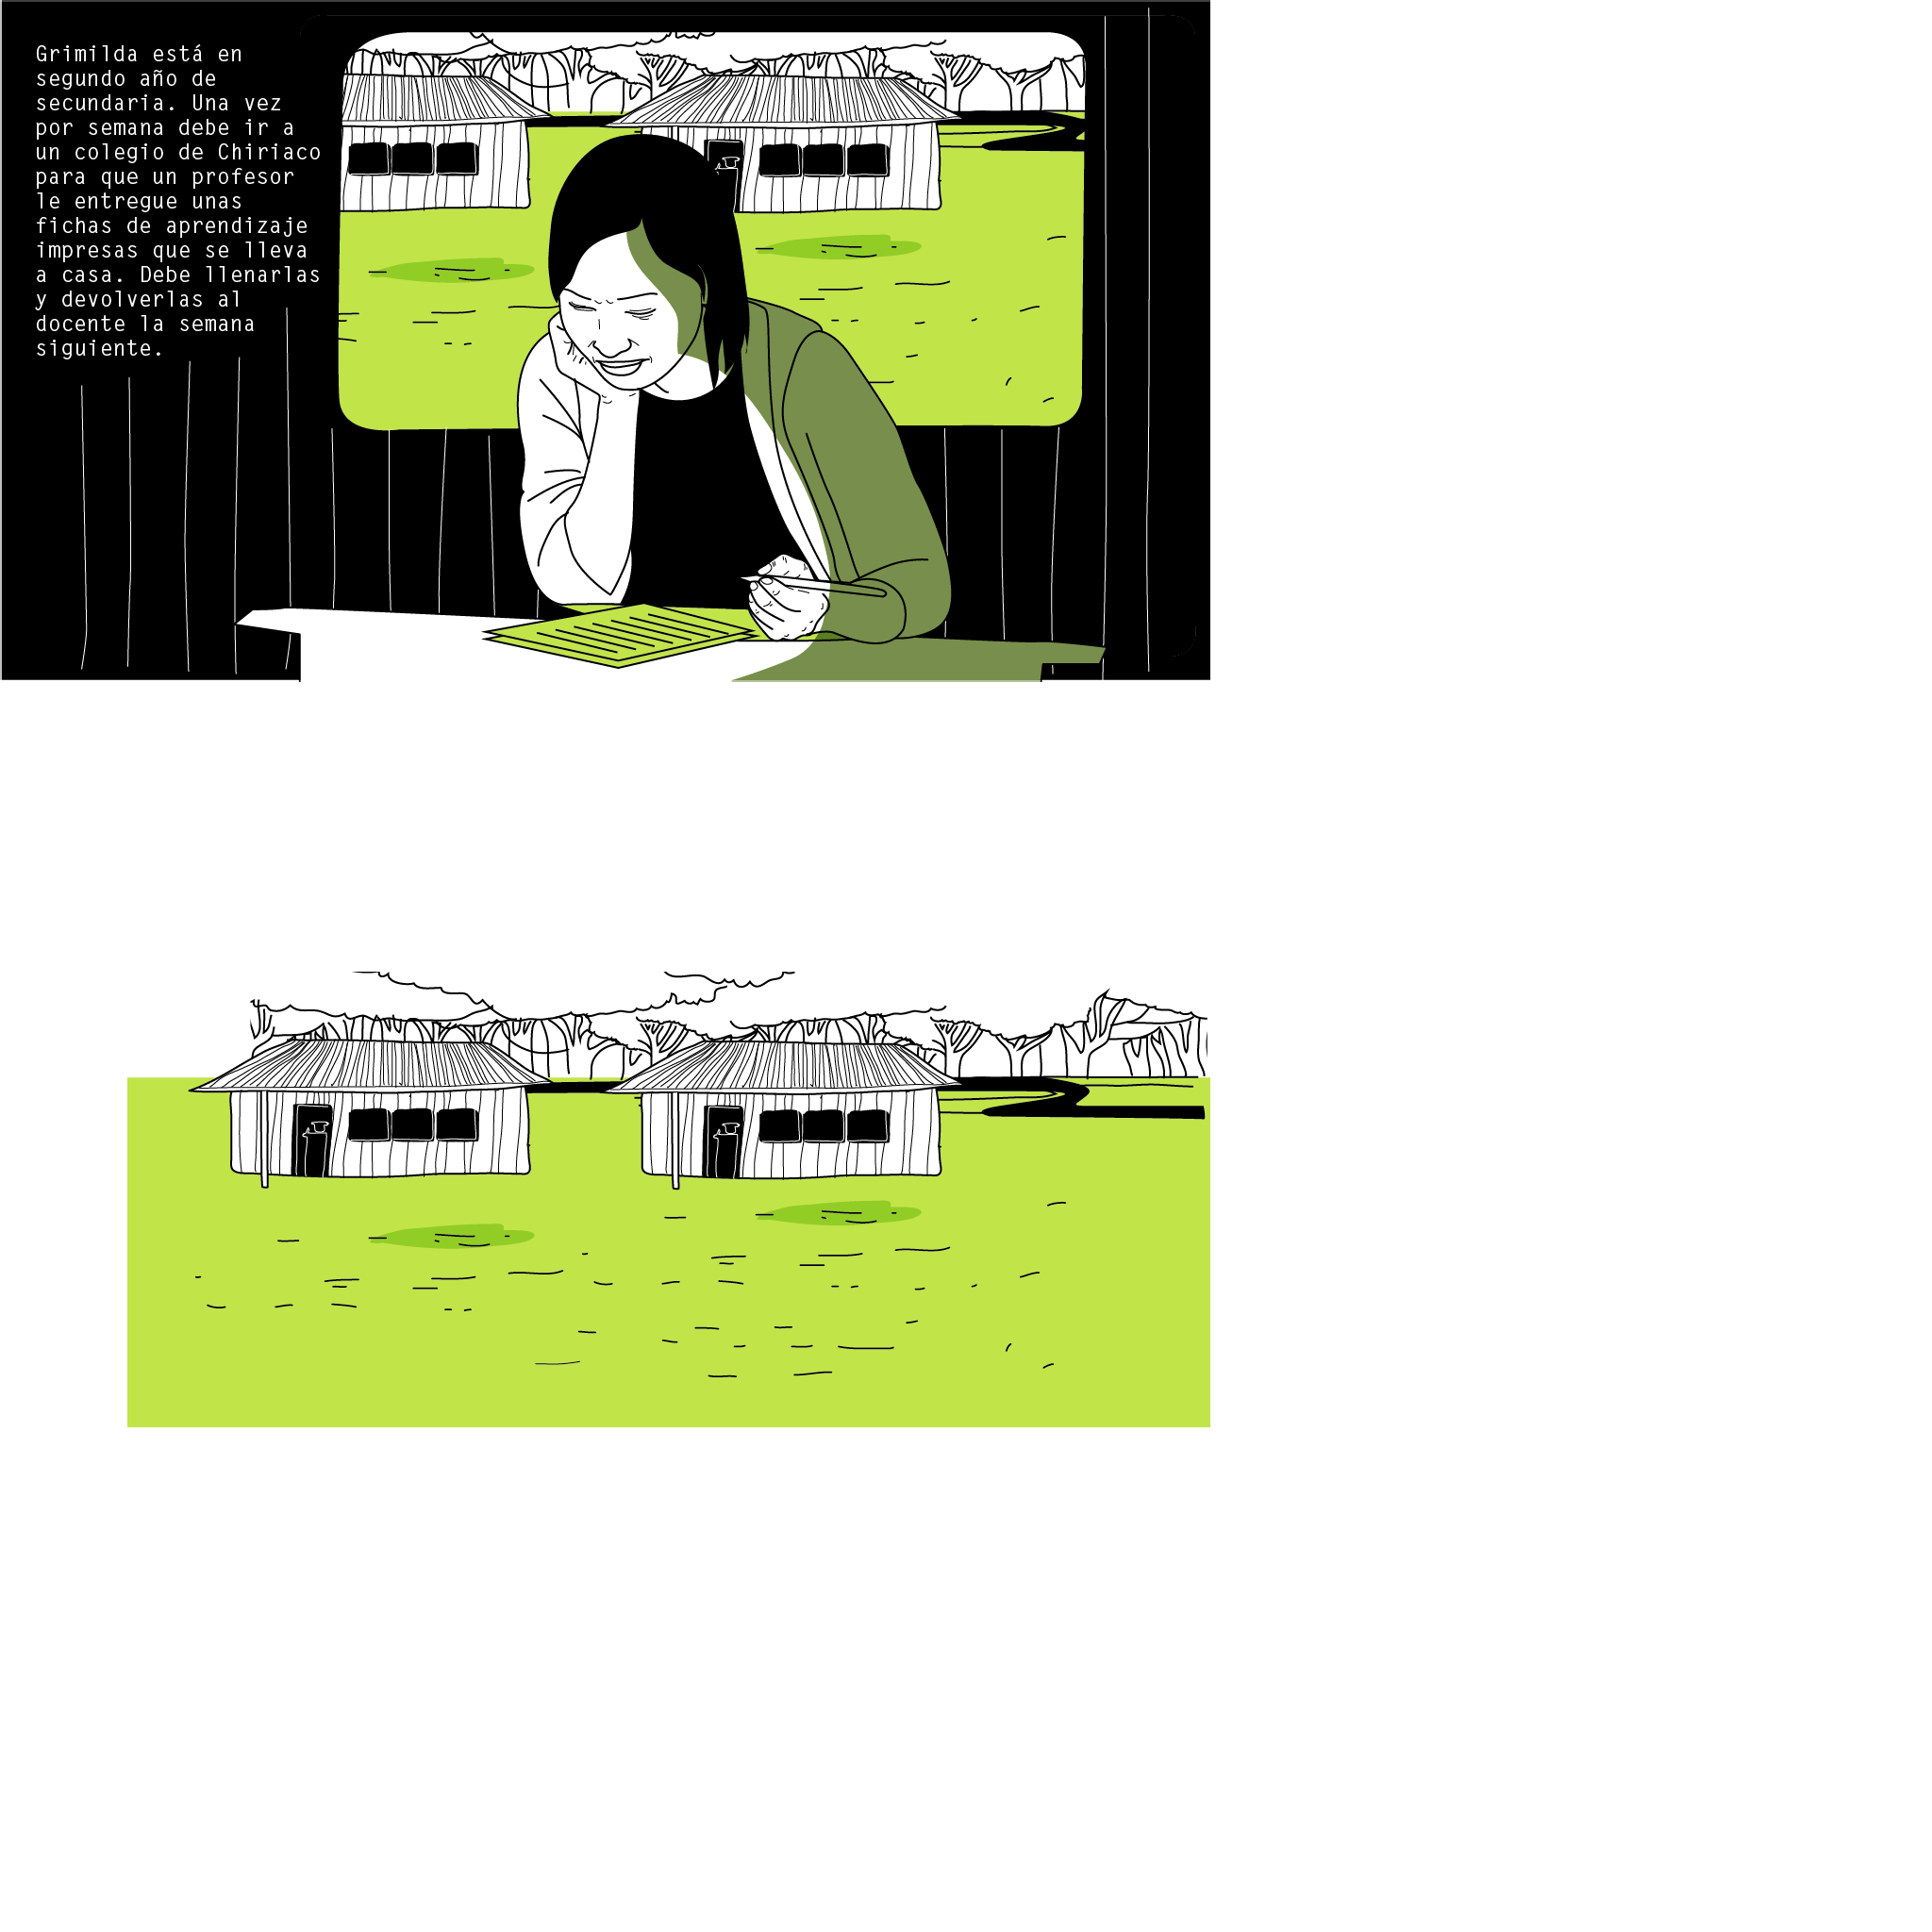 Grimilda está en
segundo año de
secundaria. Una vez
por semana debe ir a
un colegio de Chiriaco
para que un profesor
le entregue unas
fichas de aprendizaje
impresas que se lleva
a casa. Debe llenarlas
y devolverlas al
docente la semana
siguiente.